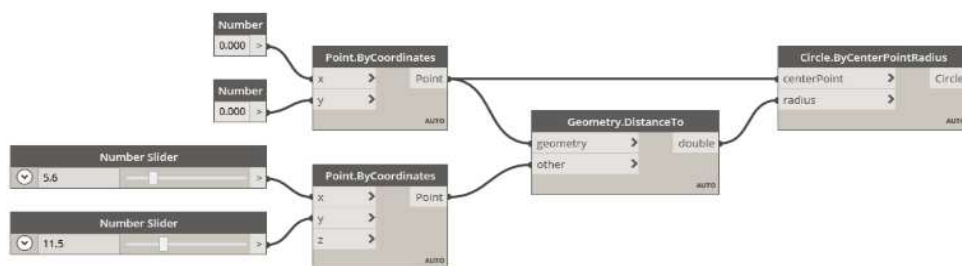 Number
0.000 >
Number
0.000 >
Point.ByCoordinates
x > Point
y >
AUTO
Number Slider
5.6 >
Number Slider
11.5 >
Point.ByCoordinates
x > Point
y >
z >
AUTO
Geometry.DistanceTo
geometry > double
other >
AUTO
Circle.ByCenterPointRadius
centerPoint > Circle
radius >
AUTO